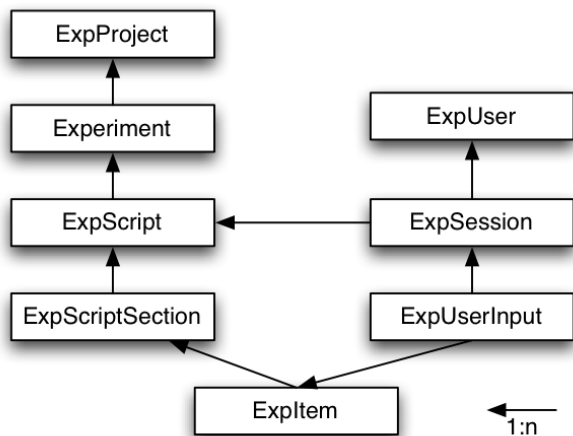 ExpProject
Experiment
ExpUser
ExpScript
ExpSession
ExpScriptSection
ExpUserInput
ExpItem
1:n